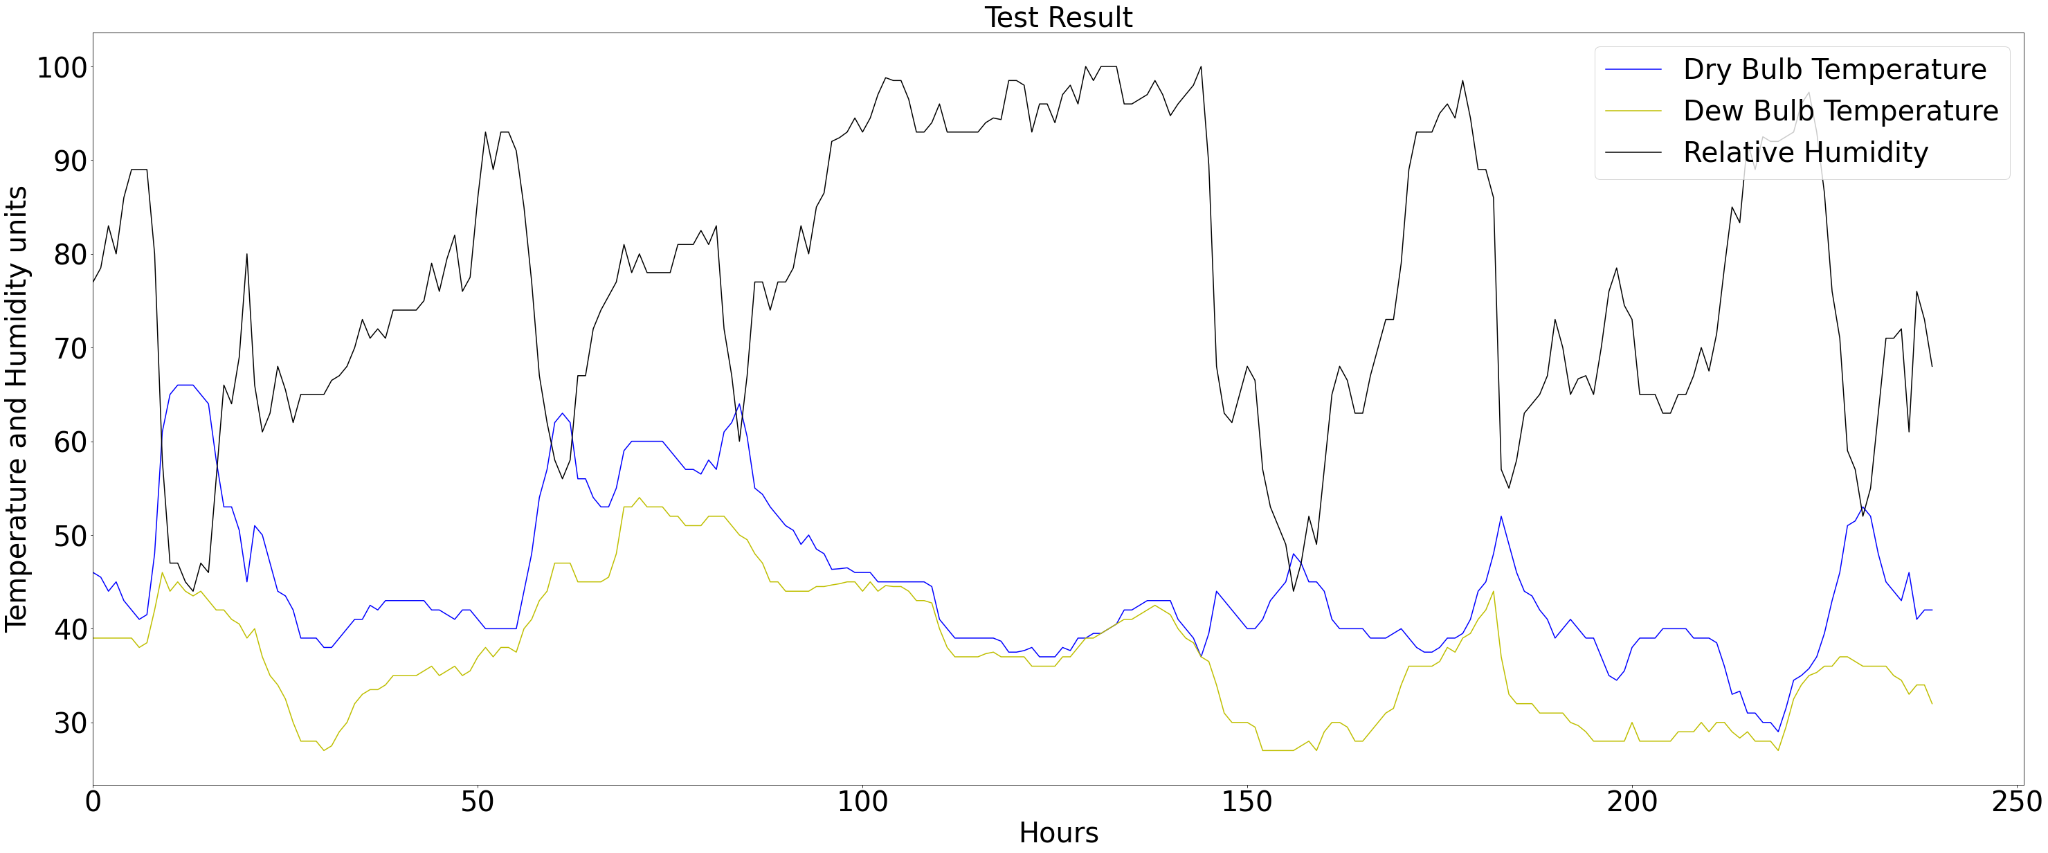 Test Result
Temperature and Humidity units
100
90
80
70
60
50
40
30
Dry Bulb Temperature
Dew Bulb Temperature
Relative Humidity
0 50 100 150 200 250
Hours